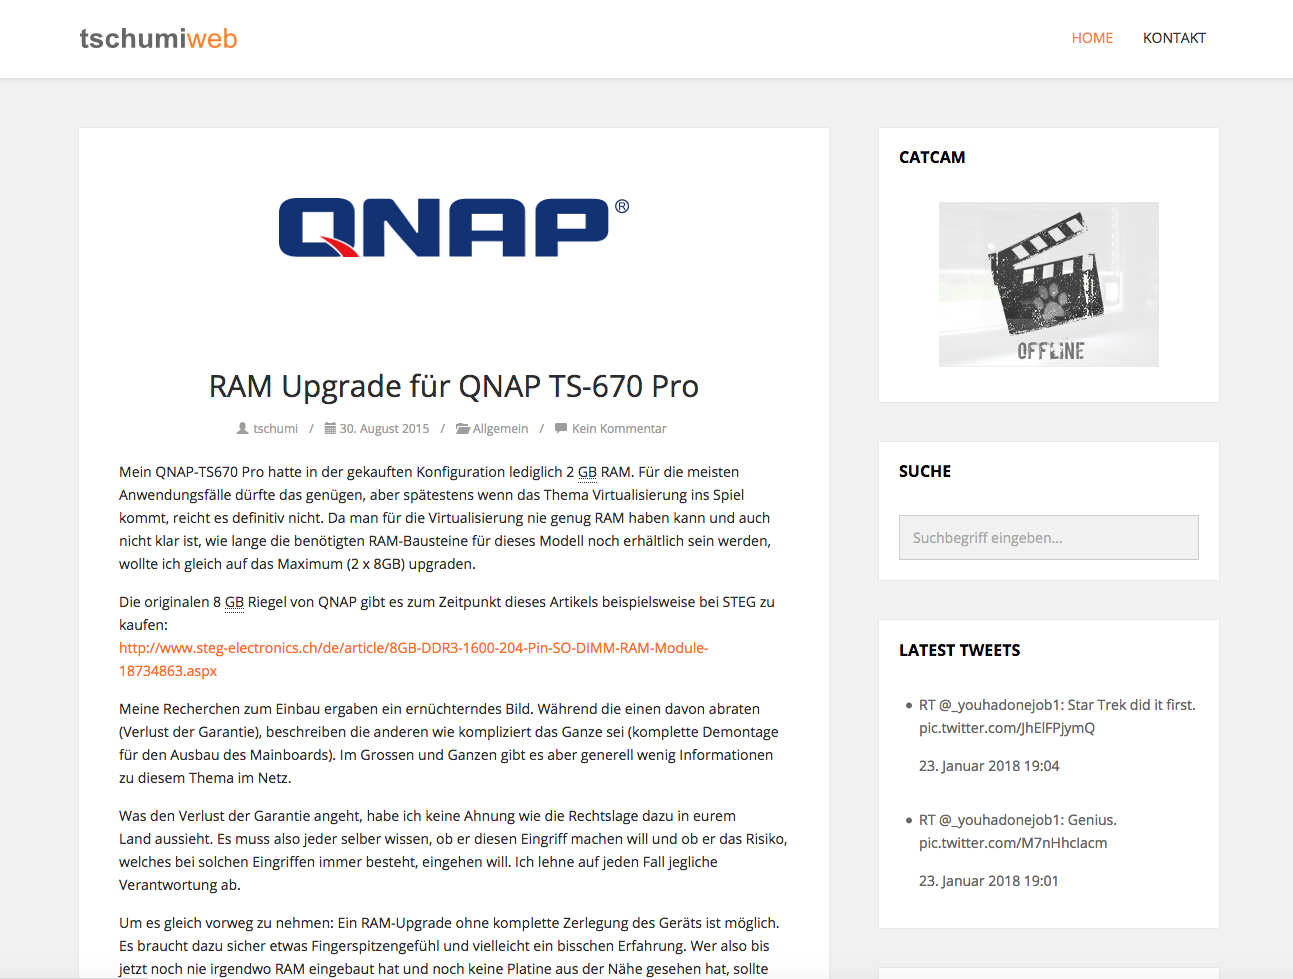 tschumiweb
HOME
KONTAKT
QNAP®
RAM Upgrade für QNAP TS-670 Pro
tschumi / 30. August 2015 / Allgemein / Kein Kommentar
Mein QNAP-TS670 Pro hatte in der gekauften Konfiguration lediglich 2 GB RAM. Für die meisten
Anwendungsfälle dürfte das genügen, aber spätestens wenn das Thema Virtualisierung ins Spiel
kommt, reicht es definitiv nicht. Da man für die Virtualisierung nie genug RAM haben kann und auch
nicht klar ist, wie lange die benötigten RAM-Bausteine für dieses Modell noch erhältlich sein werden,
wollte ich gleich auf das Maximum (2 x 8GB) upgraden.
Die originalen 8 GB Riegel von QNAP gibt es zum Zeitpunkt dieses Artikels beispielsweise bei STEG zu
kaufen:
http://www.steg-electronics.ch/de/article/8GB-DDR3-1600-204-Pin-SO-DIMM-RAM-Module-
18734863.aspx
Meine Recherchen zum Einbau ergaben ein ernüchterndes Bild. Während die einen davon abraten
(Verlust der Garantie), beschreiben die anderen wie kompliziert das Ganze sei (komplette Demontage
für den Ausbau des Mainboards). Im Grossen und Ganzen gibt es aber generell wenig Informationen
zu diesem Thema im Netz.
Was den Verlust der Garantie angeht, habe ich keine Ahnung wie die Rechtslage dazu in eurem
Land aussieht. Es muss also jeder selber wissen, ob er diesen Eingriff machen will und ob er das Risiko,
welches bei solchen Eingriffen immer besteht, eingehen will. Ich lehne auf jeden Fall jegliche
Verantwortung ab.
Um es gleich vorweg zu nehmen: Ein RAM-Upgrade ohne komplette Zerlegung des Geräts ist möglich.
Es braucht dazu sicher etwas Fingerspitzengefühl und vielleicht ein bisschen Erfahrung. Wer also bis
jetzt noch nie irgendwo RAM eingebaut hat und noch keine Platine aus der Nähe gesehen hat, sollte
CATCAM
OFFLINE
SUCHE
Suchbegriff eingeben...
LATEST TWEETS
RT @_youhadonejob1: Star Trek did it first.
pic.twitter.com/JhElFPjymQ
23. Januar 2018 19:04
RT @_youhadonejob1: Genius.
pic.twitter.com/M7nHhcIacm
23. Januar 2018 19:01